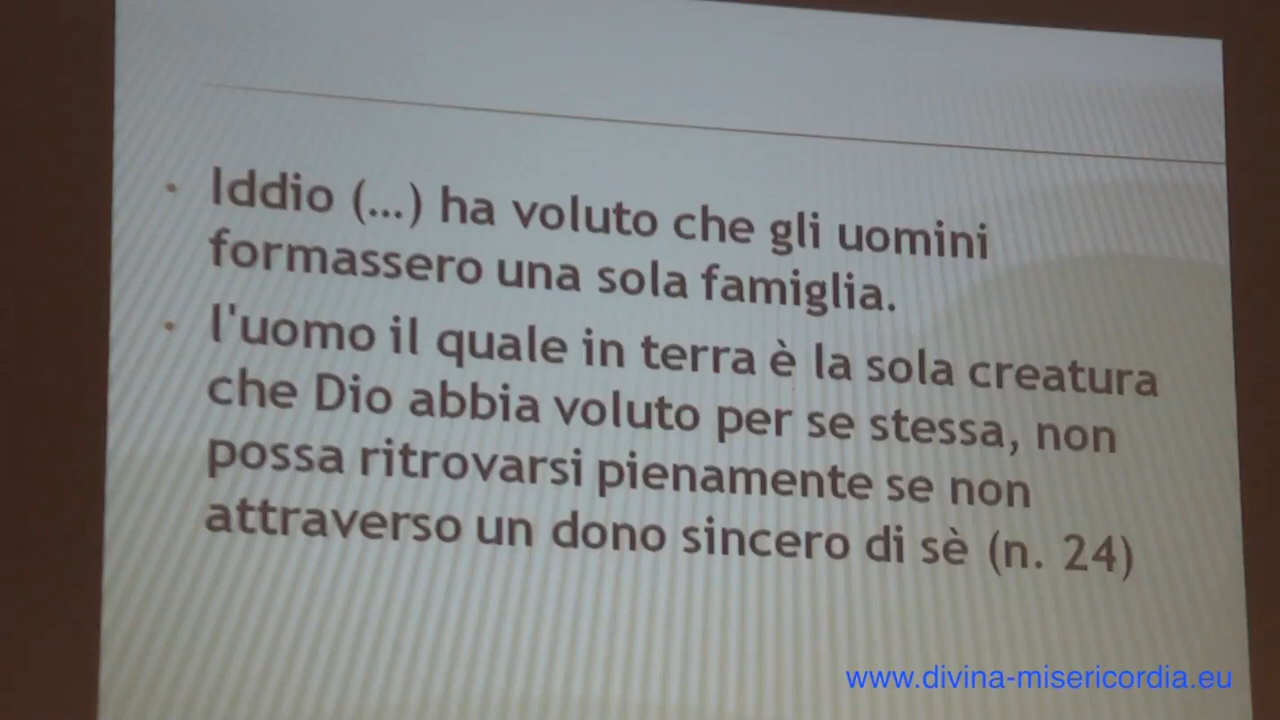 • Iddio (...) ha voluto che gli uomini
formassero una sola famiglia.
• l'uomo il quale in terra è la sola creatura
che Dio abbia voluto per se stessa, non
possa ritrovarsi pienamente se non
attraverso un dono sincero di sè (n. 24)
www.divina-misericordia.eu